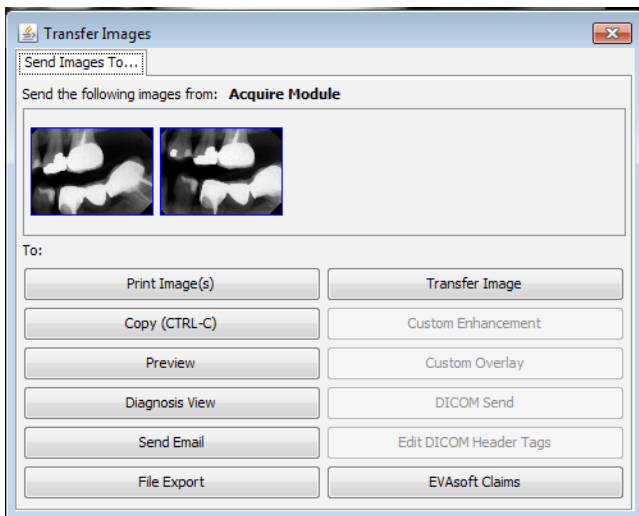 Transfer Images
Send Images To...
Send the following images from: Acquire Module
To:
Print Image(s)
Transfer Image
Copy (CTRL-C)
Custom Enhancement
Preview
Custom Overlay
Diagnosis View
DICOM Send
Send Email
Edit DICOM Header Tags
File Export
EVAsoft Claims